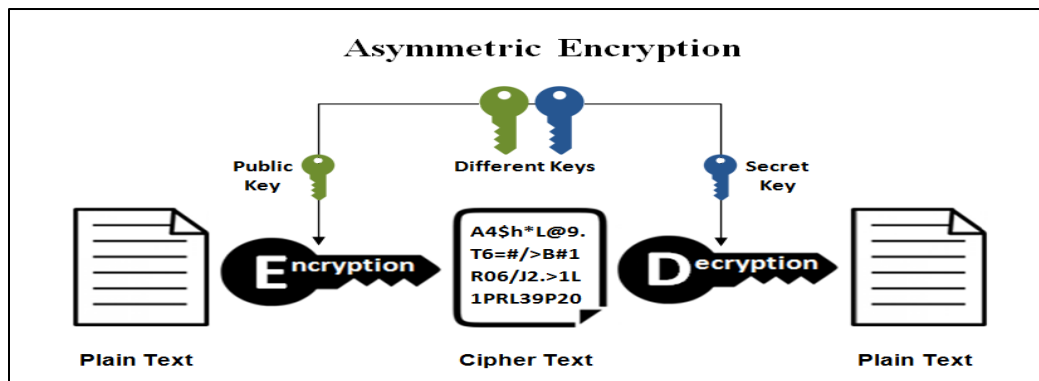 Asymmetric Encryption
Public
Key
Different Keys
Secret
Key
Encryption
A4$h*L@9.
T6=#/>B#1
R06/J2.>1L
1PRL39P20
Decryption
Plain Text
Cipher Text
Plain Text